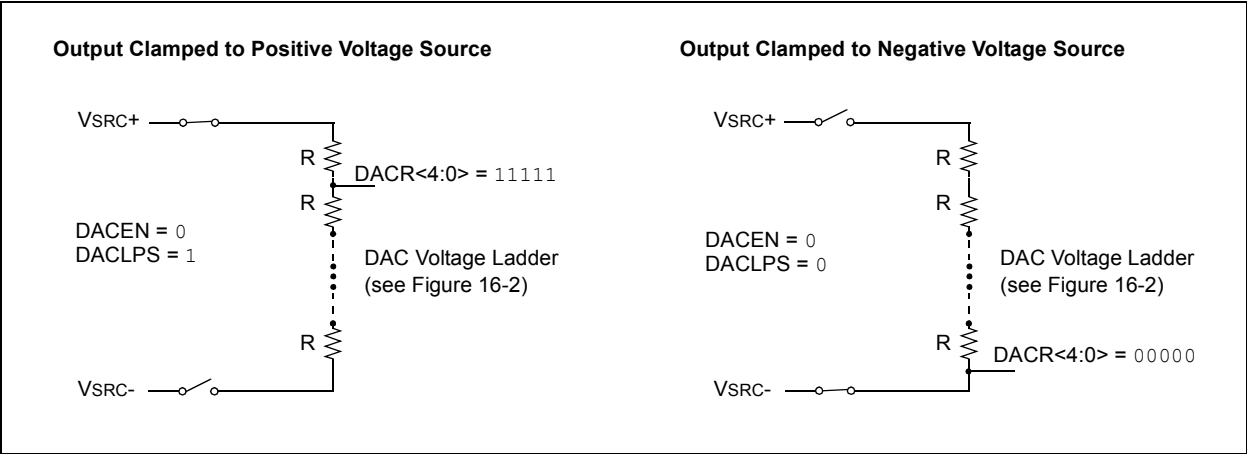 Output Clamped to Positive Voltage Source
VSRC+
R
DACR<4:0> = 11111
R
DACEN = 0
DACLPS = 1
DAC Voltage Ladder
(see Figure 16-2)
R
VSRC-
Output Clamped to Negative Voltage Source
VSRC+
R
R
DACEN = 0
DACLPS = 0
DAC Voltage Ladder
(see Figure 16-2)
R
DACR<4:0> = 00000
VSRC-